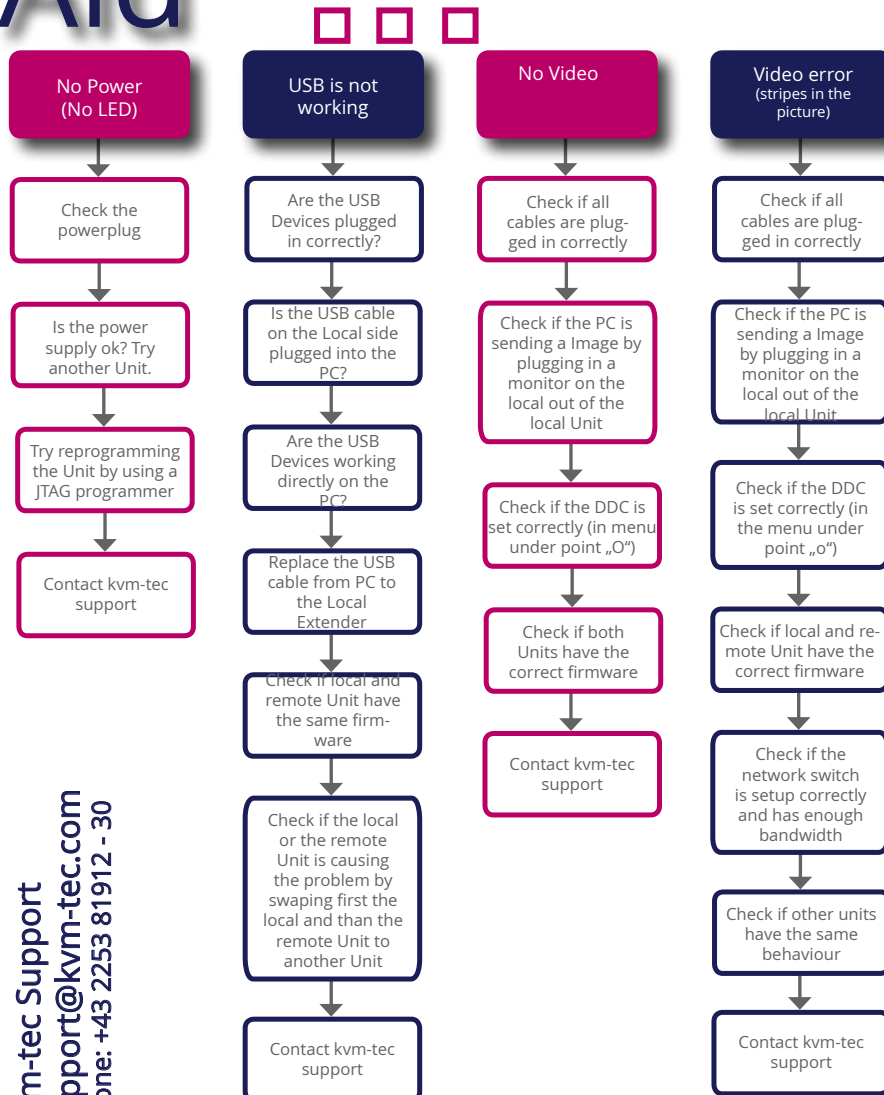 No Power
(No LED)
Check the
powerplug
Is the power
supply ok? Try
another Unit.
Try reprogramming
the Unit by using a
JTAG programmer
Contact kvm-tec
support
USB is not
working
Are the USB
Devices plugged
in correctly?
Is the USB cable
on the Local side
plugged into the
PC?
Are the USB
Devices working
directly on the
PC?
Replace the USB
cable from PC to
the Local
Extender
Check if local and
remote Unit have
the same firm-
ware
Check if the local
or the remote
Unit is causing
the problem by
swaping first the
local and than the
remote Unit to
another Unit
Contact kvm-tec
support
No Video
Check if all
cables are plug-
ged in correctly
Check if the PC is
sending a Image by
plugging in a
monitor on the
local out of the
local Unit
Check if the DDC is
set correctly (in menu
under point „O“)
Check if both
Units have the
correct firmware
Contact kvm-tec
support
Video error
(stripes in the
picture)
Check if all
cables are plug-
ged in correctly
Check if the PC is
sending a Image
by plugging in a
monitor on the
local out of the
local Unit
Check if the DDC
is set correctly (in
the menu under
point „o“)
Check if local and re-
mote Unit have the
correct firmware
Check if the
network switch
is setup correctly
and has enough
bandwidth
Check if other units
have the same
behaviour
Contact kvm-tec
support
m-tec Support
pport@kvm-tec.com
one: +43 2253 81912 - 30